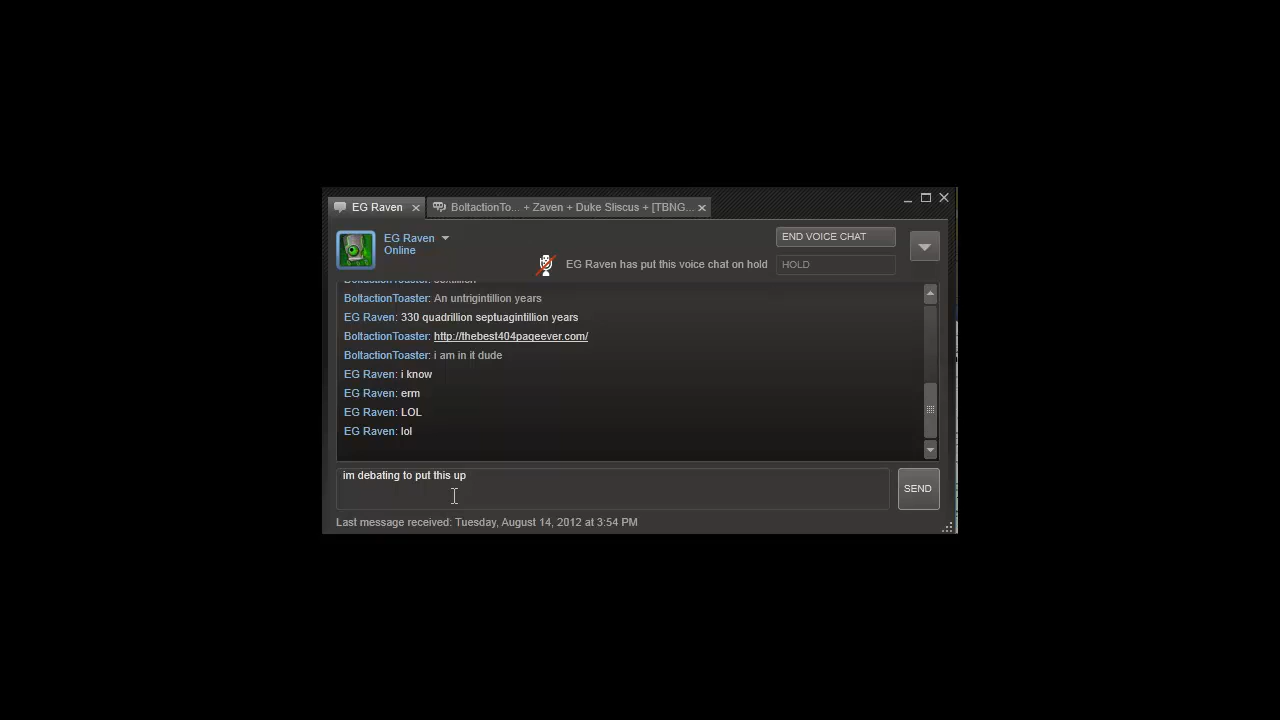 EG Raven
BoltactionTo... + Zaven + Duke Sliscus + [TBNG...
EG Raven
Online
END VOICE CHAT
EG Raven has put this voice chat on hold
HOLD
BoltactionToaster: An untrigintillion years
EG Raven: 330 quadrillion septuagintillion years
BoltactionToaster: http://thebest404pageever.com/
BoltactionToaster: i am in it dude
EG Raven: i know
EG Raven: erm
EG Raven: LOL
EG Raven: lol
im debating to put this up
SEND
Last message received: Tuesday, August 14, 2012 at 3:54 PM